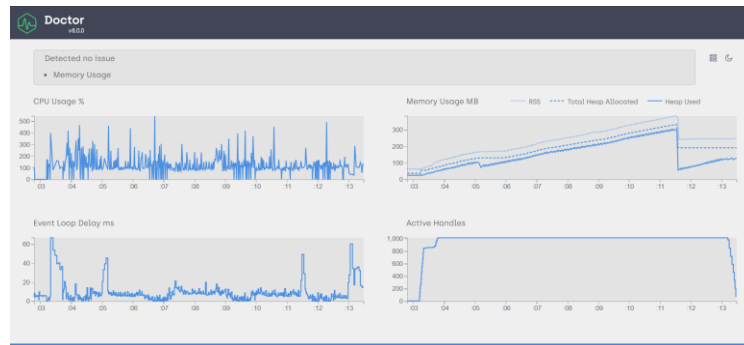 Doctor
v8.0.0
Detected no issue
• Memory Usage
CPU Usage %
500
400
300
200
100
0
:03 :04 :05 :06 :07 :08 :09 :10 :11 :12 :13
Memory Usage MB
RSS Total Heap Allocated Heap Used
300
200
100
0
:03 :04 :05 :06 :07 :08 :09 :10 :11 :12 :13
Event Loop Delay ms
60
40
20
0
:03 :04 :05 :06 :07 :08 :09 :10 :11 :12 :13
Active Handles
1,000
800
600
400
200
0
:03 :04 :05 :06 :07 :08 :09 :10 :11 :12 :13